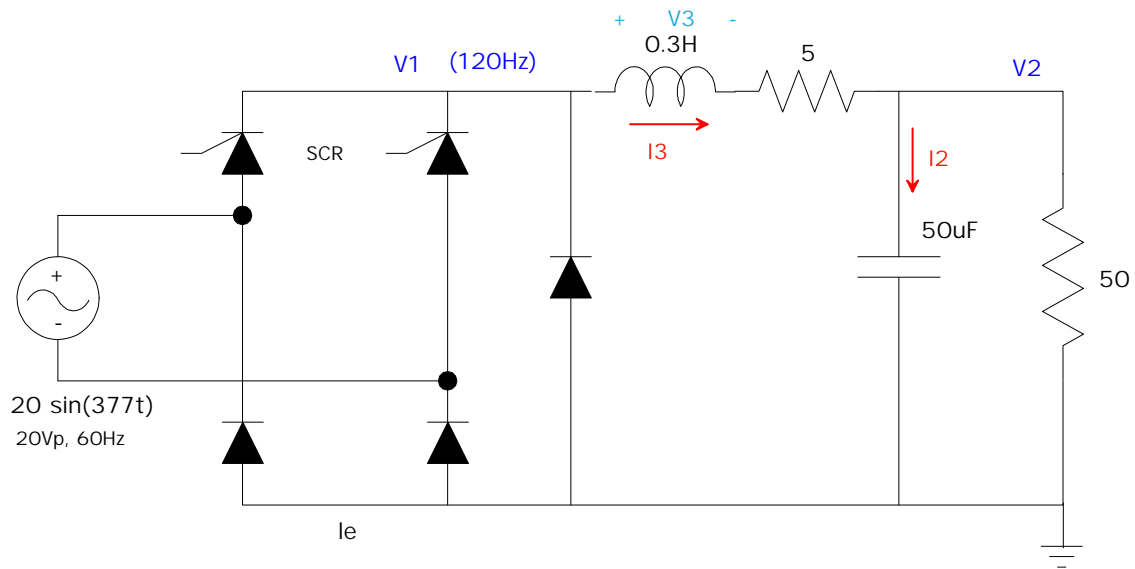 + V3 -
0.3H
5
V1 (120Hz)
V2
SCR
I3
I2
50uF
50
+
-
20 sin(377t)
20Vp, 60Hz
Ie